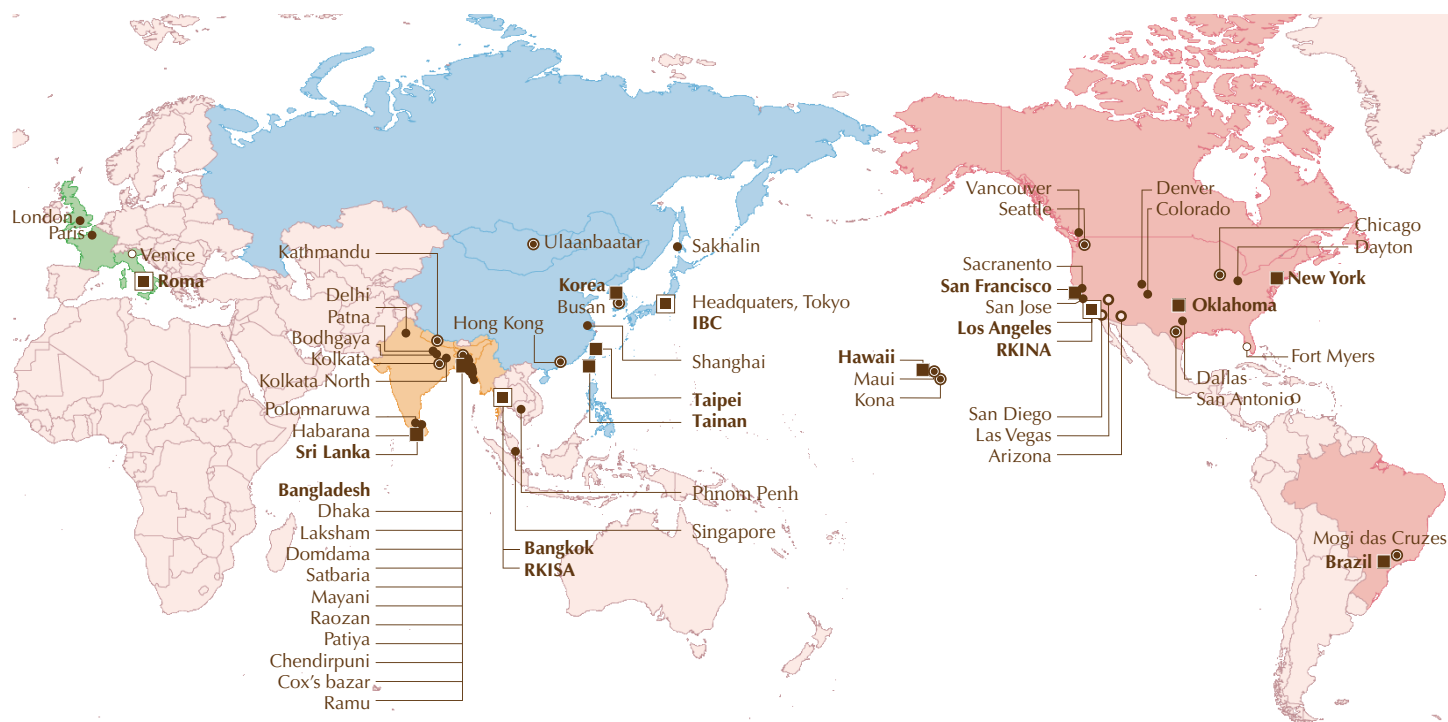 London
Paris
Venice
Roma
Kathmandu
Delhi
Patna
Bodhgaya
Kolkata
Kolkata North
Polonnaruwa
Habarana
Sri Lanka
Bangladesh
Dhaka
Laksham
Domdama
Satbaria
Mayani
Raozan
Patiya
Chendirpuni
Cox's bazar
Ramu
Ulaanbaatar
Sakhalin
Korea
Busan
Headquaters, Tokyo
IBC
Hong Kong
Shanghai
Taipei
Tainan
Phnom Penh
Singapore
Bangkok
RKISA
Hawaii
Maui
Kona
Vancouver
Seattle
Sacranento
San Francisco
San Jose
Los Angeles
RKINA
San Diego
Las Vegas
Arizona
Denver
Colorado
Chicago
Dayton
New York
Oklahoma
Fort Myers
Dallas
San Antonio
Mogi das Cruzes
Brazil